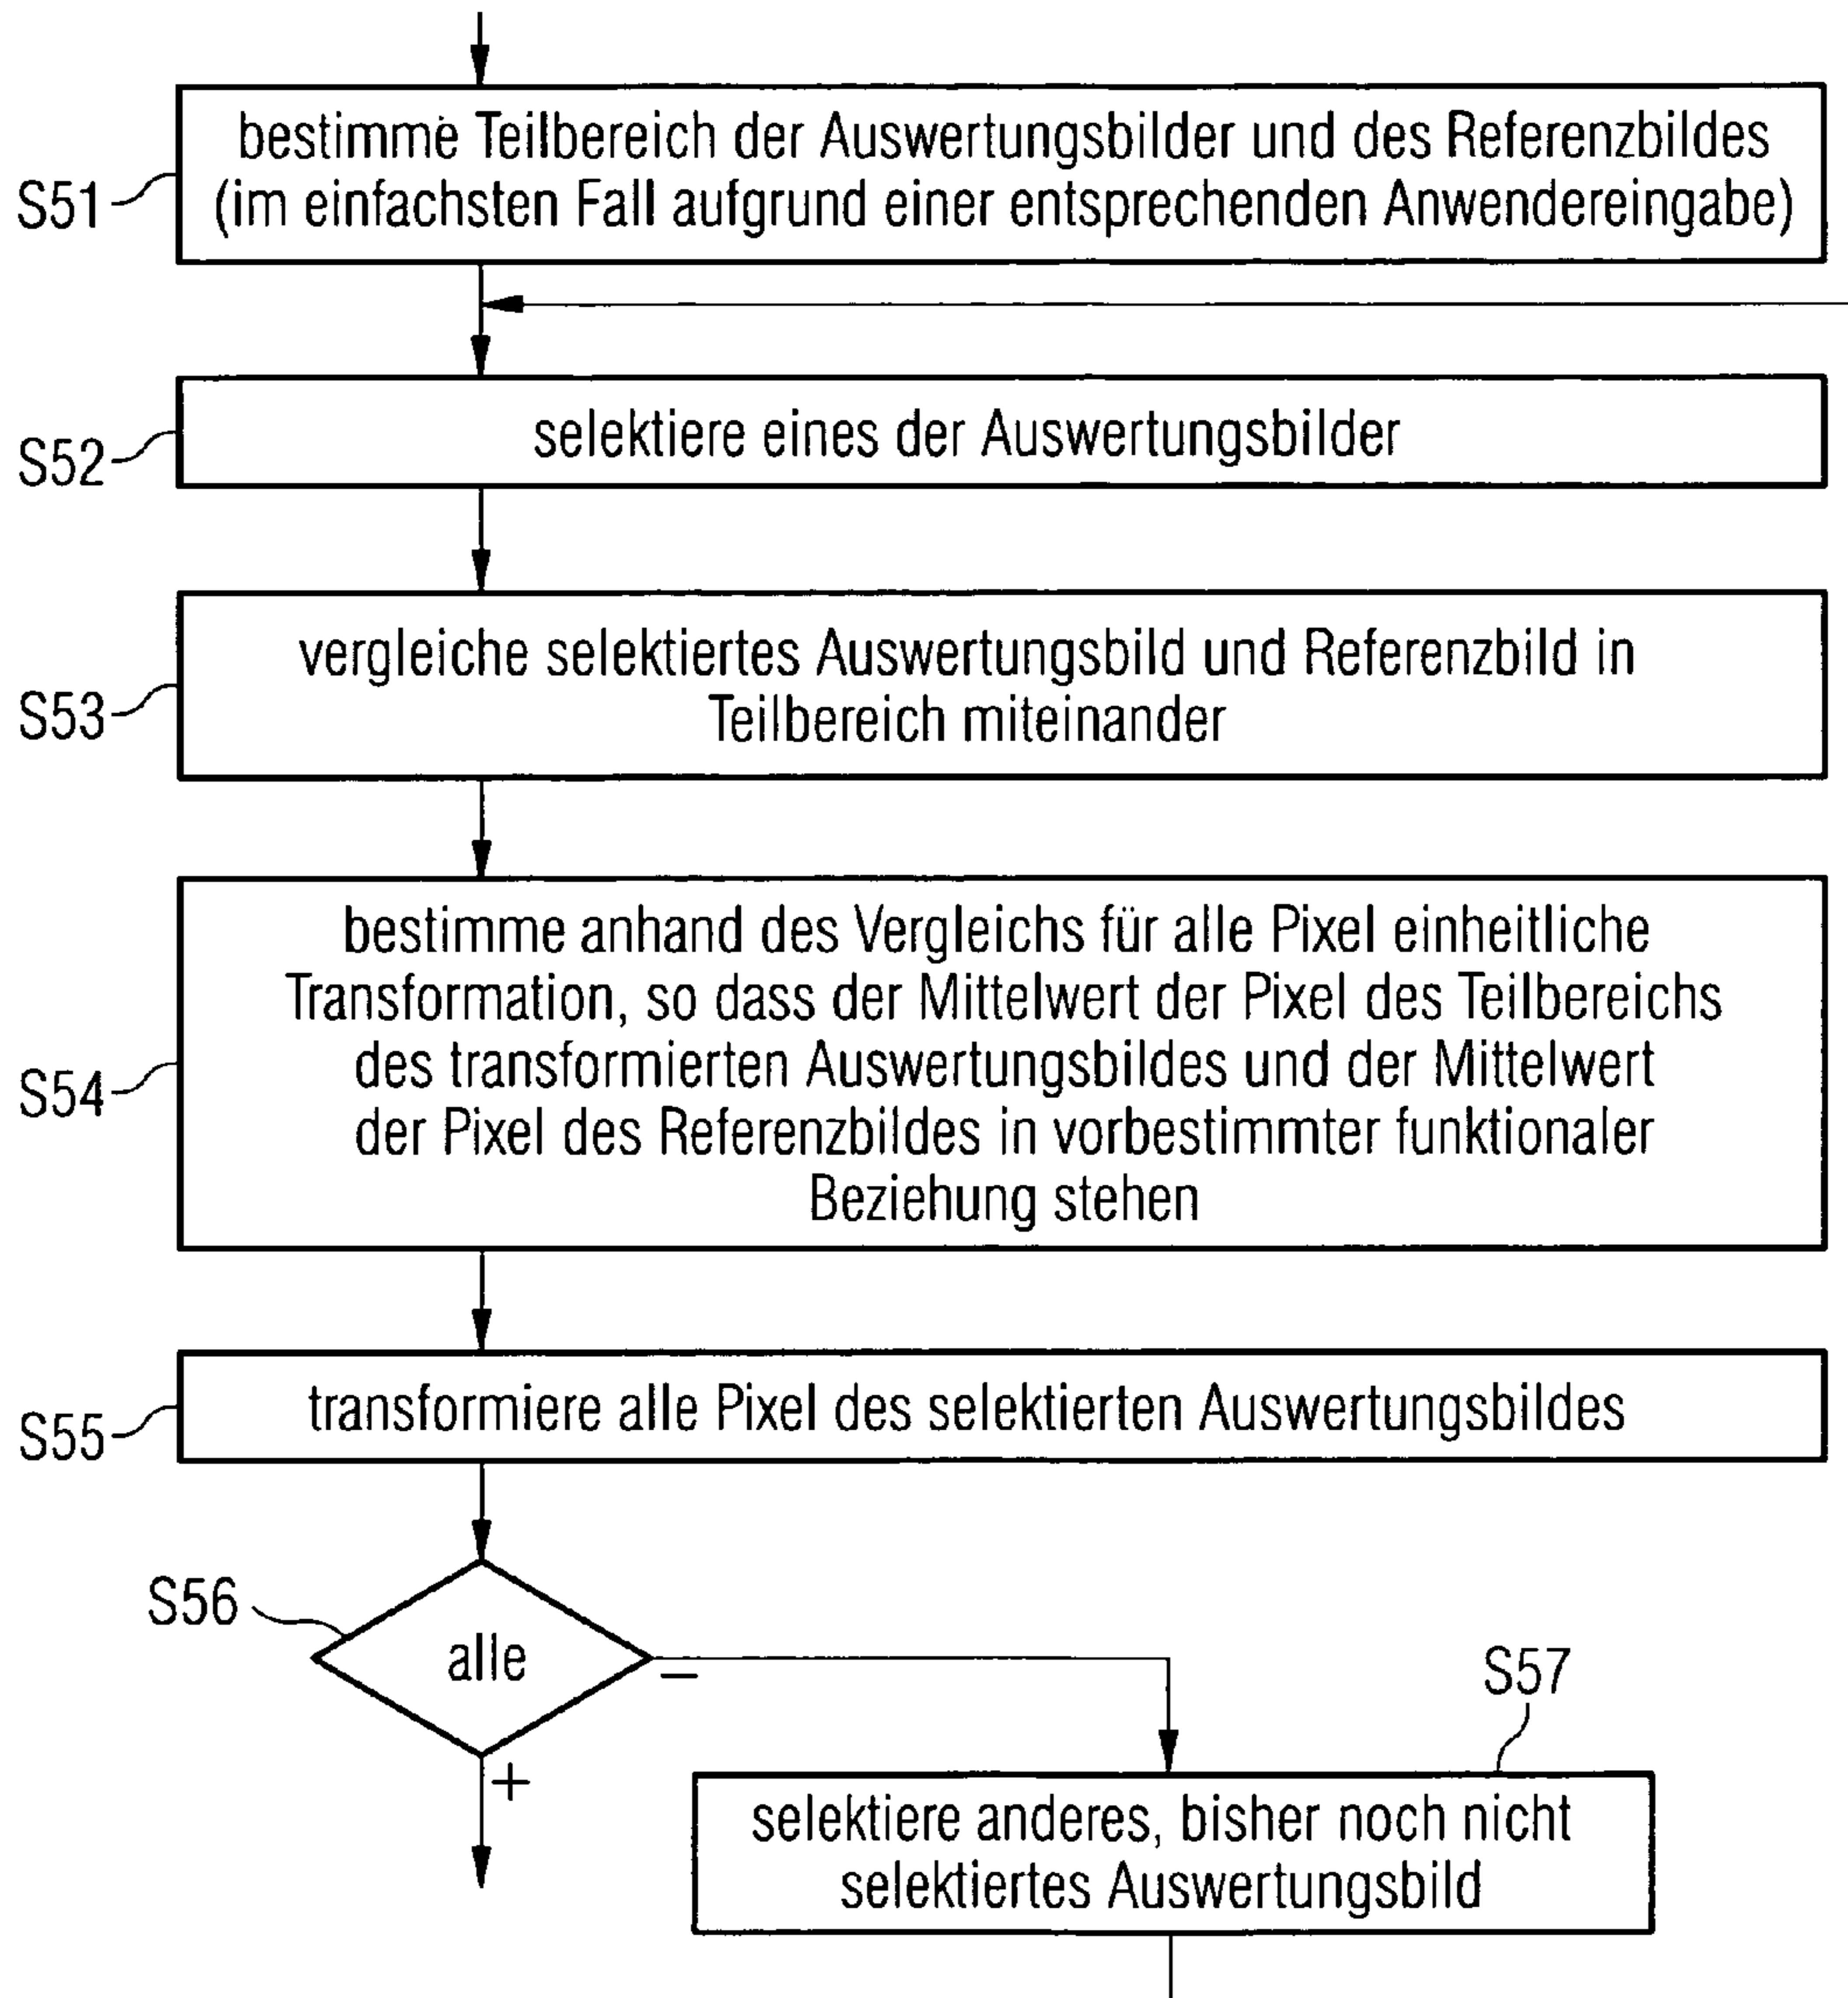 bestimme Teilbereich der Auswertungsbilder und des Referenzbildes
(im einfachsten Fall aufgrund einer entsprechenden Anwendereingabe)
S51
selektiere eines der Auswertungsbilder
S52
vergleiche selektiertes Auswertungsbild und Referenzbild in
Teilbereich miteinander
S53
bestimme anhand des Vergleichs für alle Pixel einheitliche
Transformation, so dass der Mittelwert der Pixel des Teilbereichs
des transformierten Auswertungsbildes und der Mittelwert
der Pixel des Referenzbildes in vorbestimmter funktionaler
Beziehung stehen
S54
transformiere alle Pixel des selektierten Auswertungsbildes
S55
S56
alle
–
+
S57
selektiere anderes, bisher noch nicht
selektiertes Auswertungsbild